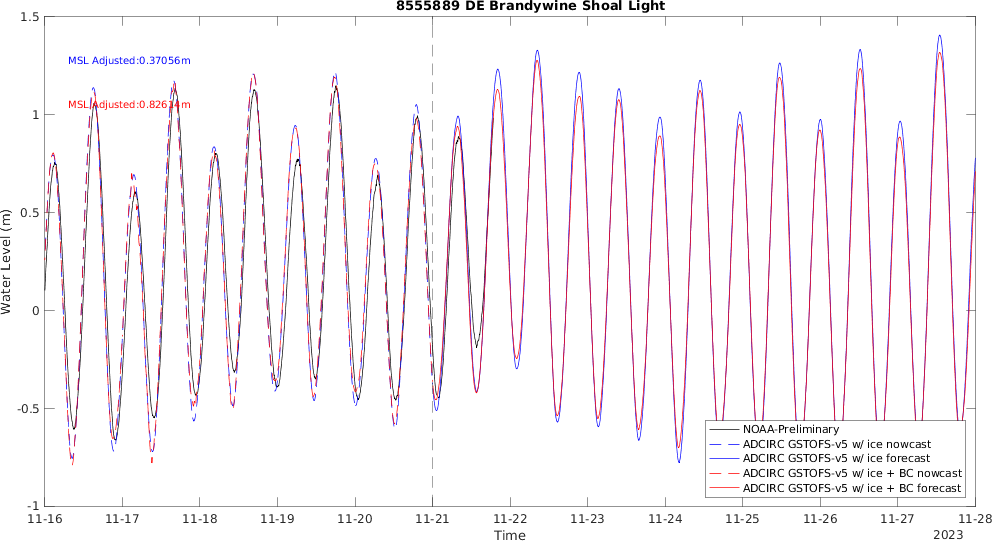 8555889 DE Brandywine Shoal Light
1.5
1
0.5
0
-0.5
-1
Water Level (m)
MSL Adjusted:0.37056m
MSL Adjusted:
NOAA-Preliminary
ADCIRC GSTOFS-v5 w/ ice nowcast
ADCIRC GSTOFS-v5 w/ ice forecast
ADCIRC GSTOFS-v5 w/ ice + BC nowcast
ADCIRC GSTOFS-v5 w/ ice + BC forecast
11-16 11-17 11-18 11-19 11-20 11-21 11-22 11-23 11-24 11-25 11-26 11-27 11-28
Time
2023